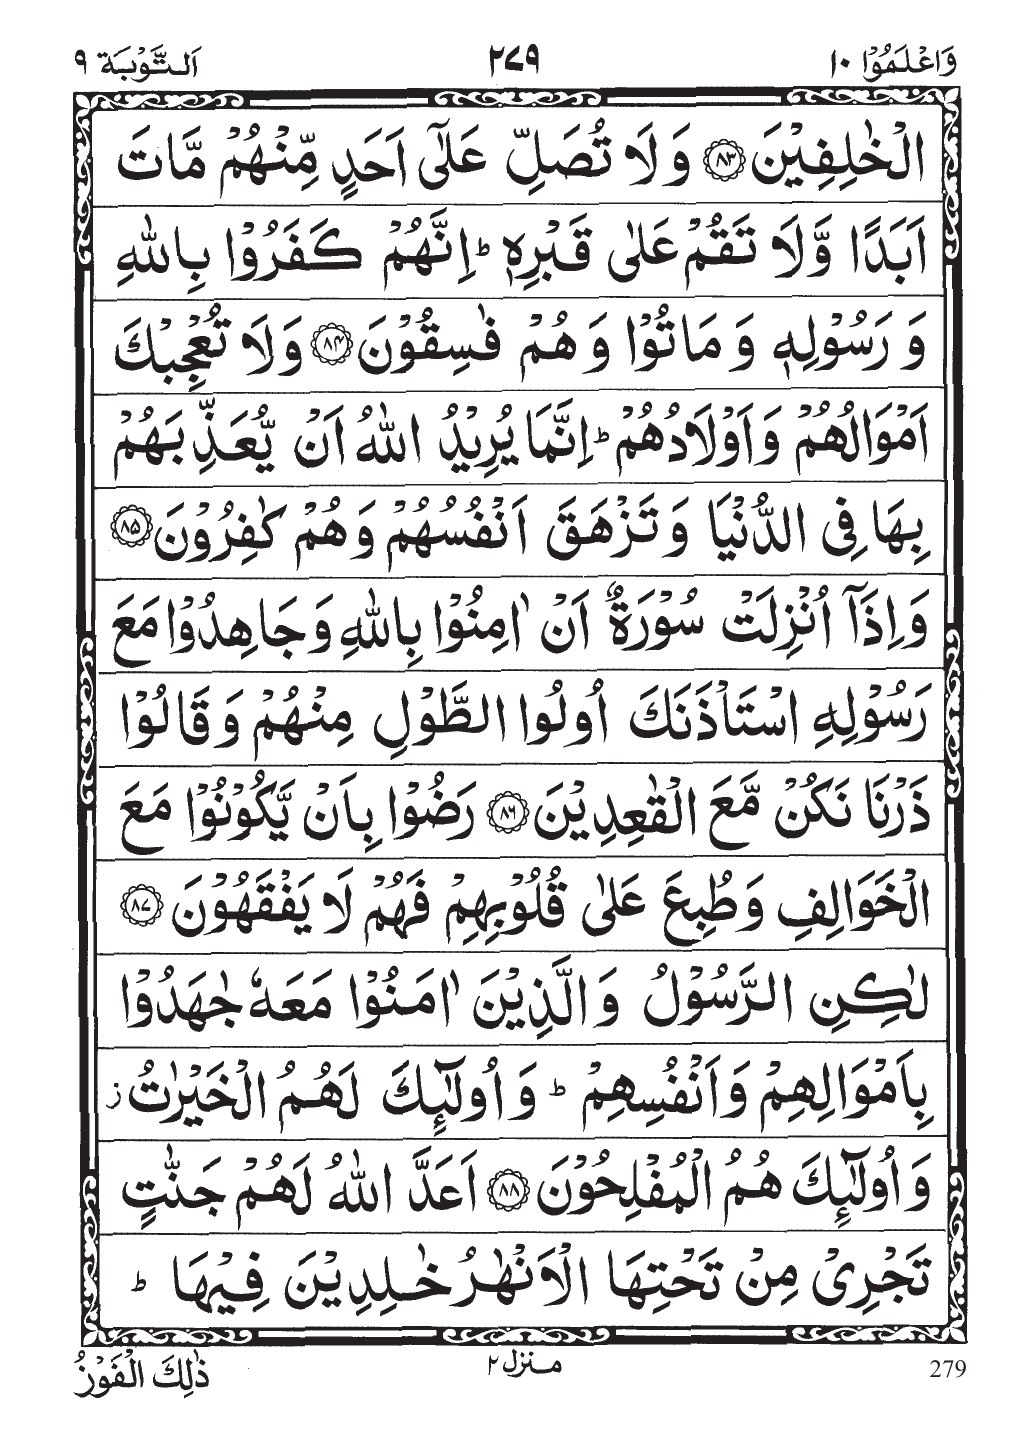 وَاعْلَمُوْۤا ۱۰ ۲۷۹ اَلتَّوْبَة ۹
الْخٰلِفِیْنَ ﴿۸۳﴾ وَ لَا تُصَلِّ عَلٰۤی اَحَدٍ مِّنْهُمْ مَّاتَ
اَبَدًا وَّ لَا تَقُمْ عَلٰی قَبْرِهٖ ؕ اِنَّهُمْ كَفَرُوْا بِاللّٰهِ
وَ رَسُوْلِهٖ وَ مَاتُوْا وَ هُمْ فٰسِقُوْنَ ﴿۸۴﴾ وَ لَا تُعْجِبْكَ
اَمْوَالُهُمْ وَ اَوْلَادُهُمْ ؕ اِنَّمَا یُرِیْدُ اللّٰهُ اَنْ یُّعَذِّبَهُمْ
بِهَا فِی الدُّنْیَا وَ تَزْهَقَ اَنْفُسُهُمْ وَ هُمْ كٰفِرُوْنَ ﴿۸۵﴾
وَ اِذَاۤ اُنْزِلَتْ سُوْرَةٌ اَنْ اٰمِنُوْا بِاللّٰهِ وَ جَاهِدُوْا مَعَ
رَسُوْلِهِ اسْتَاْذَنَكَ اُولُوا الطَّوْلِ مِنْهُمْ وَ قَالُوْا
ذَرْنَا نَكُنْ مَّعَ الْقٰعِدِیْنَ ﴿۸۶﴾ رَضُوْا بِاَنْ یَّكُوْنُوْا مَعَ
الْخَوَالِفِ وَ طُبِعَ عَلٰی قُلُوْبِهِمْ فَهُمْ لَا یَفْقَهُوْنَ ﴿۸۷﴾
لٰكِنِ الرَّسُوْلُ وَ الَّذِیْنَ اٰمَنُوْا مَعَهٗ جٰهَدُوْا
بِاَمْوَالِهِمْ وَ اَنْفُسِهِمْ ؕ وَ اُولٰٓئِكَ لَهُمُ الْخَیْرٰتُ ز
وَ اُولٰٓئِكَ هُمُ الْمُفْلِحُوْنَ ﴿۸۸﴾ اَعَدَّ اللّٰهُ لَهُمْ جَنّٰتٍ
تَجْرِیْ مِنْ تَحْتِهَا الْاَنْهٰرُ خٰلِدِیْنَ فِیْهَا ؕ
ذٰلِكَ الْفَوْزُ منزل ۲ 279